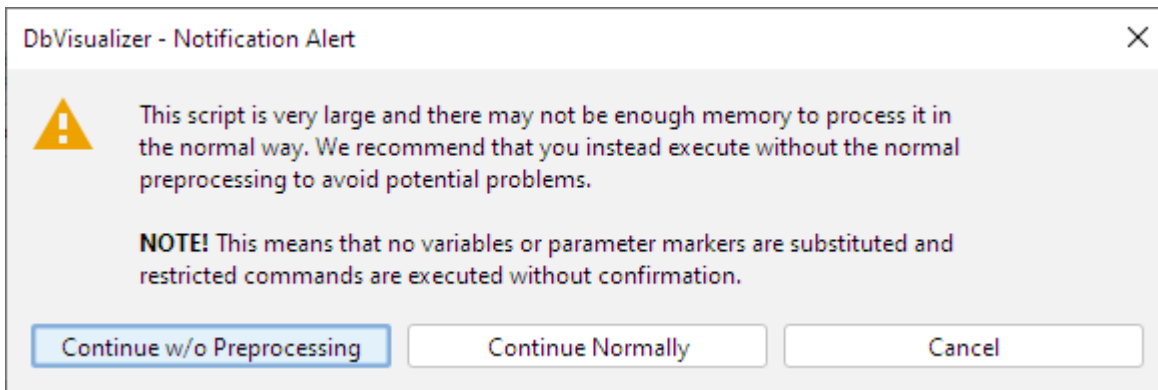 DbVisualizer - Notification Alert
This script is very large and there may not be enough memory to process it in
the normal way. We recommend that you instead execute without the normal
preprocessing to avoid potential problems.
NOTE! This means that no variables or parameter markers are substituted and
restricted commands are executed without confirmation.
Continue w/o Preprocessing
Continue Normally
Cancel